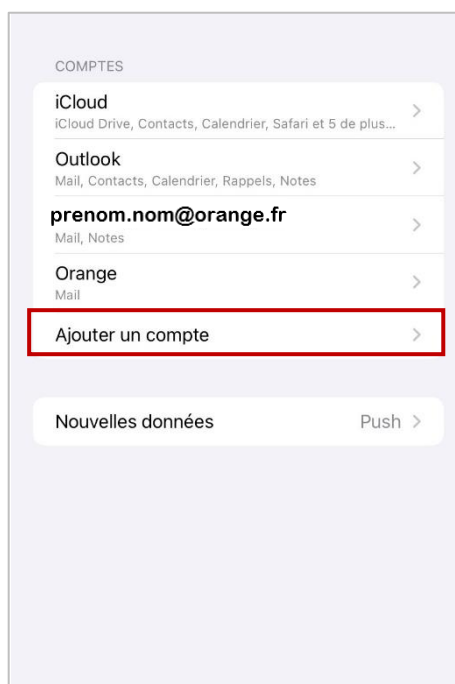 COMPTES
iCloud
iCloud Drive, Contacts, Calendrier, Safari et 5 de plus...
Outlook
Mail, Contacts, Calendrier, Rappels, Notes
prenom.nom@orange.fr
Mail, Notes
Orange
Mail
Ajouter un compte
Nouvelles données Push